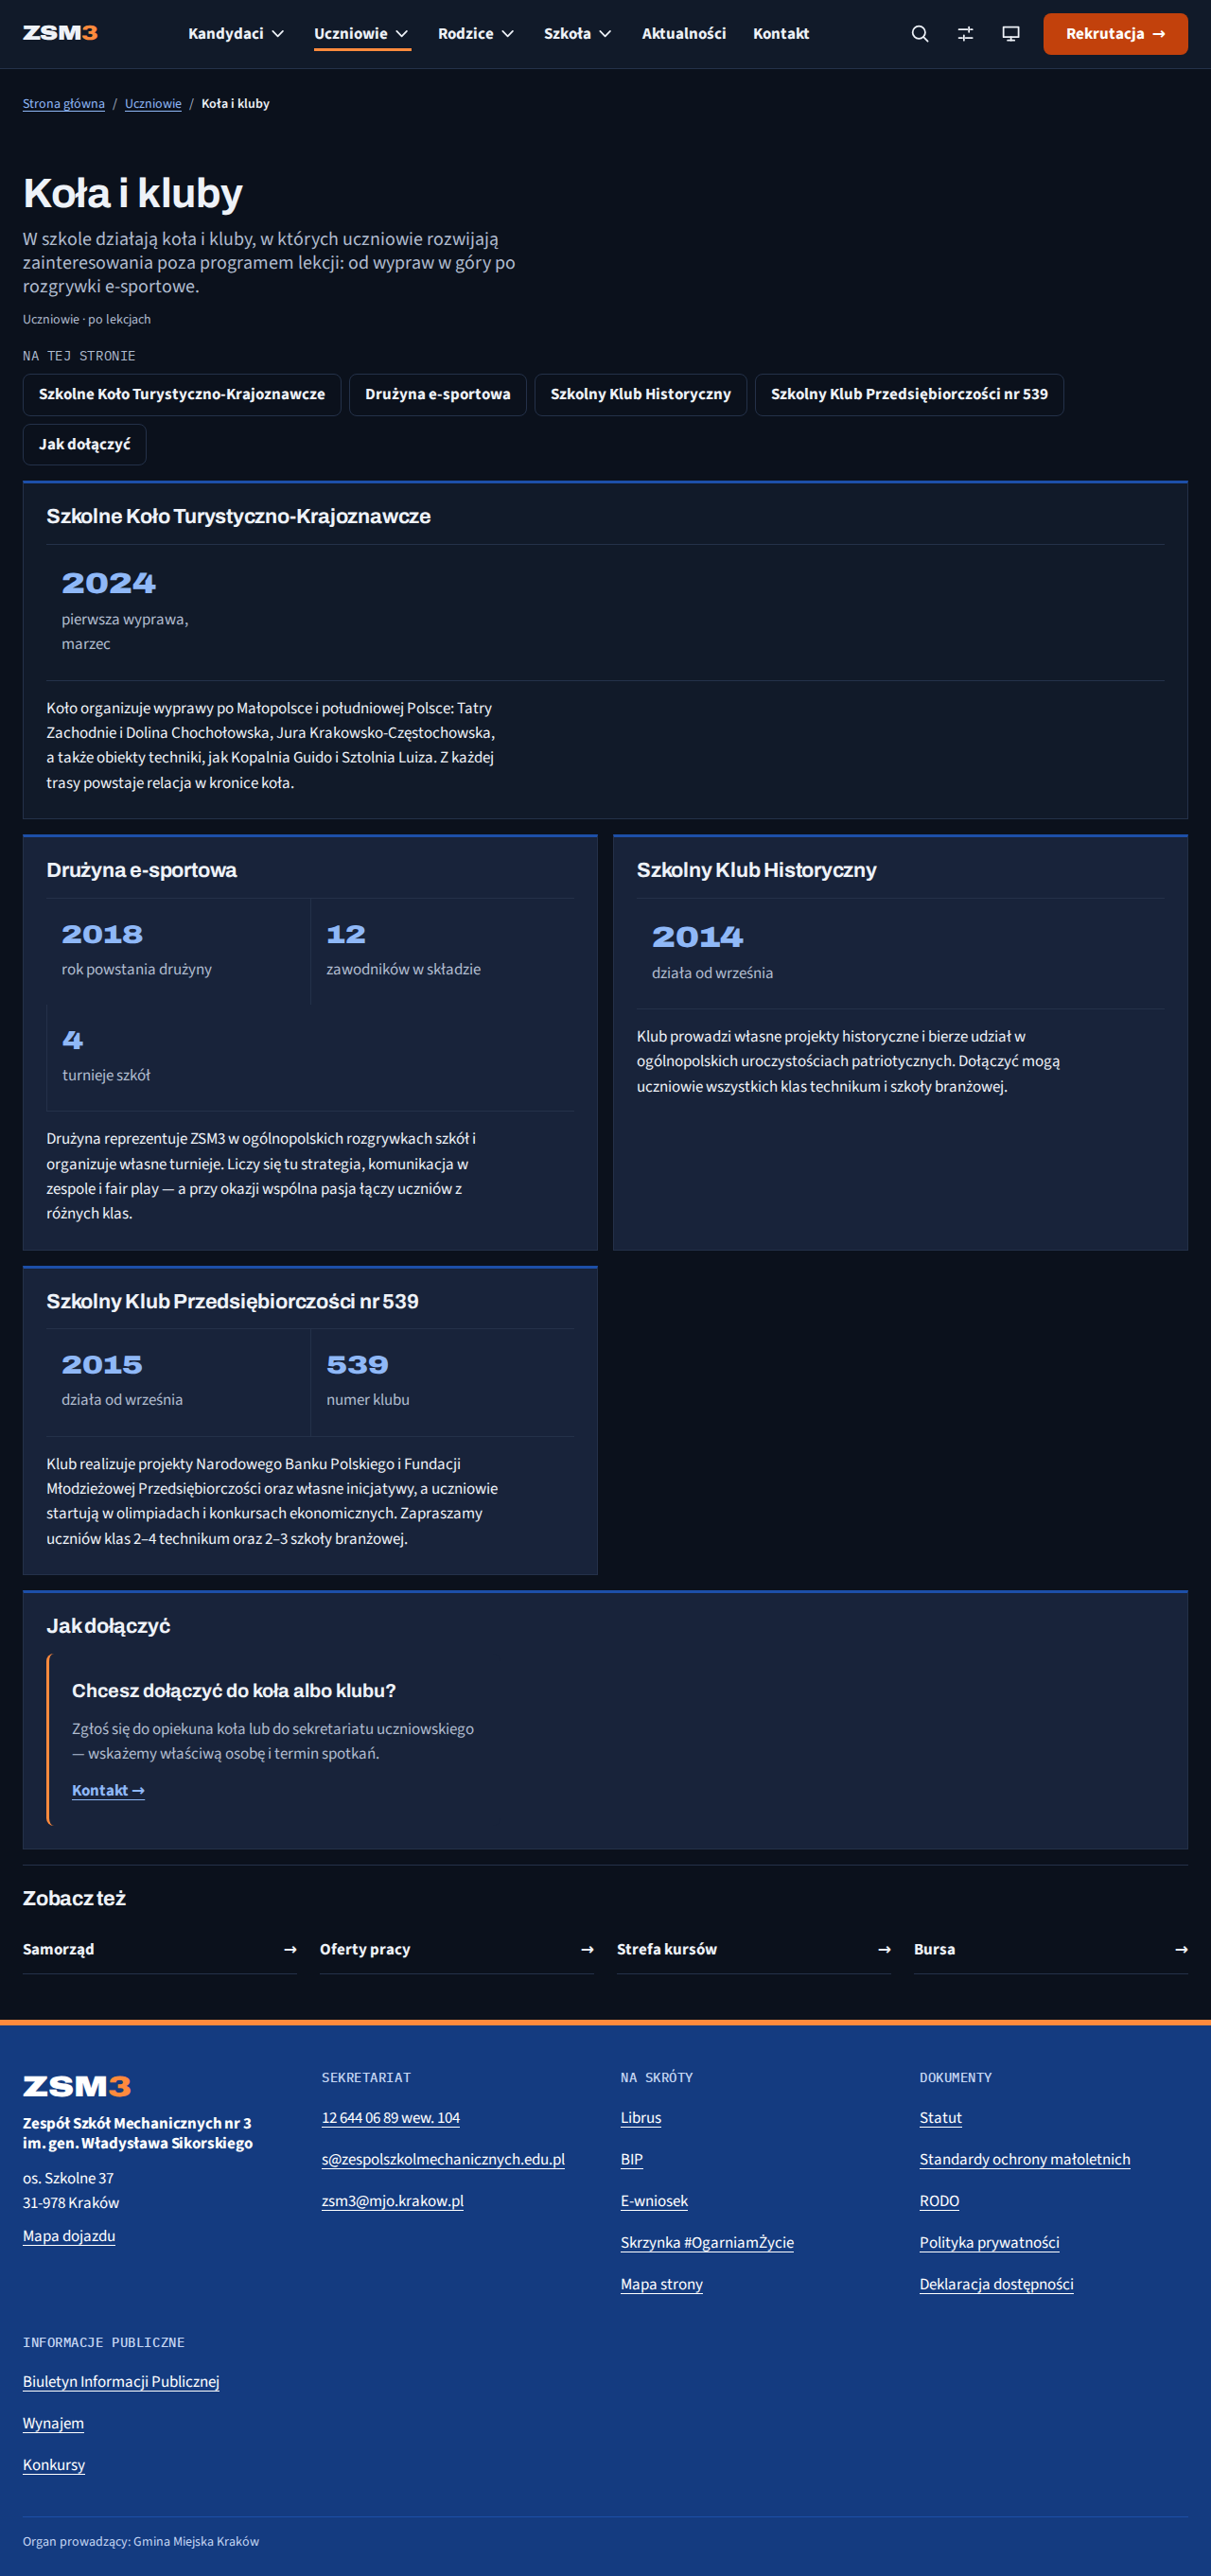 ZSM3
Kandydaci
Uczniowie
Rodzice
Szkoła
Aktualności
Kontakt
Rekrutacja →
Strona główna / Uczniowie / Koła i kluby
Koła i kluby
W szkole działają koła i kluby, w których uczniowie rozwijają
zainteresowania poza programem lekcji: od wypraw w góry po
rozgrywki e-sportowe.
Uczniowie · po lekcjach
NA TEJ STRONIE
Szkolne Koło Turystyczno-Krajoznawcze
Drużyna e-sportowa
Szkolny Klub Historyczny
Szkolny Klub Przedsiębiorczości nr 539
Jak dołączyć
Szkolne Koło Turystyczno-Krajoznawcze
2024
pierwsza wyprawa,
marzec
Koło organizuje wyprawy po Małopolsce i południowej Polsce: Tatry
Zachodnie i Dolina Chochołowska, Jura Krakowsko-Częstochowska,
a także obiekty techniki, jak Kopalnia Guido i Sztolnia Luiza. Z każdej
trasy powstaje relacja w kronice koła.
Drużyna e-sportowa
2018
rok powstania drużyny
12
zawodników w składzie
4
turnieje szkół
Drużyna reprezentuje ZSM3 w ogólnopolskich rozgrywkach szkół i
organizuje własne turnieje. Liczy się tu strategia, komunikacja w
zespole i fair play — a przy okazji wspólna pasja łączy uczniów z
różnych klas.
Szkolny Klub Historyczny
2014
działa od września
Klub prowadzi własne projekty historyczne i bierze udział w
ogólnopolskich uroczystościach patriotycznych. Dołączyć mogą
uczniowie wszystkich klas technikum i szkoły branżowej.
Szkolny Klub Przedsiębiorczości nr 539
2015
działa od września
539
numer klubu
Klub realizuje projekty Narodowego Banku Polskiego i Fundacji
Młodzieżowej Przedsiębiorczości oraz własne inicjatywy, a uczniowie
startują w olimpiadach i konkursach ekonomicznych. Zapraszamy
uczniów klas 2–4 technikum oraz 2–3 szkoły branżowej.
Jak dołączyć
Chcesz dołączyć do koła albo klubu?
Zgłoś się do opiekuna koła lub do sekretariatu uczniowskiego
— wskażemy właściwą osobę i termin spotkań.
Kontakt →
Zobacz też
Samorząd →
Oferty pracy →
Strefa kursów →
Bursa →
ZSM3
Zespół Szkół Mechanicznych nr 3
im. gen. Władysława Sikorskiego
os. Szkolne 37
31-978 Kraków
Mapa dojazdu
SEKRETARIAT
12 644 06 89 wew. 104
s@zespolszkolmechanicznych.edu.pl
zsm3@mjo.krakow.pl
NA SKRÓTY
Librus
BIP
E-wniosek
Skrzynka #OgarniamŻycie
Mapa strony
DOKUMENTY
Statut
Standardy ochrony małoletnich
RODO
Polityka prywatności
Deklaracja dostępności
INFORMACJE PUBLICZNE
Biuletyn Informacji Publicznej
Wynajem
Konkursy
Organ prowadzący: Gmina Miejska Kraków